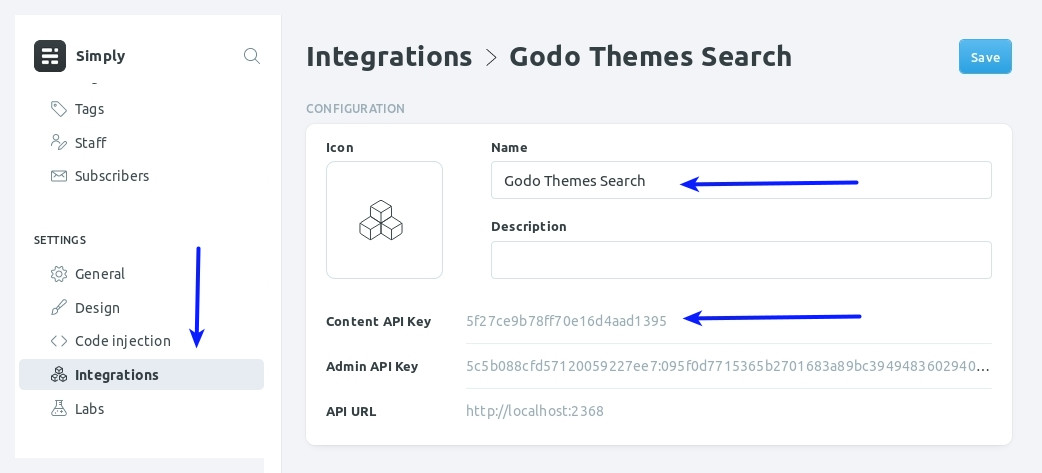 Simply
Tags
Staff
Subscribers
SETTINGS
General
Design
Code injection
Integrations
Labs
Integrations > Godo Themes Search
Save
CONFIGURATION
Icon
Name
Godo Themes Search
Description
Content API Key 5f27ce9b78ff70e16d4aad1395
Admin API Key 5c5b088cfd57120059227ee7:095f0d7715365b2701683a89bc3949483602940...
API URL http://localhost:2368